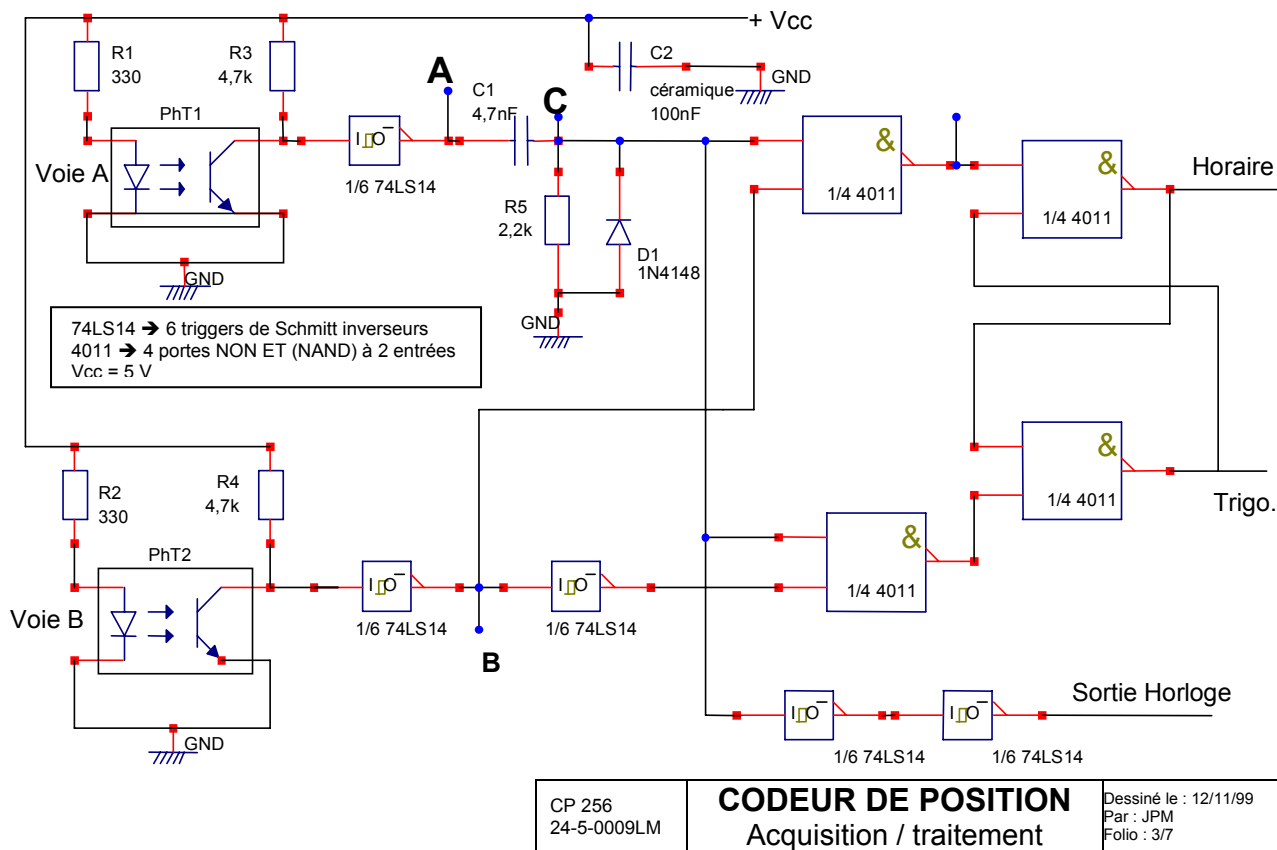 + Vcc
R1
330
R3
4,7k
A
C1
4,7nF
C
C2
céramique
100nF
GND
PhT1
Voie A
1/6 74LS14
&
1/4 4011
&
1/4 4011
Horaire
R5
2,2k
D1
1N4148
GND
GND
74LS14 ➔ 6 triggers de Schmitt inverseurs
4011 ➔ 4 portes NON ET (NAND) à 2 entrées
Vcc = 5 V
R2
330
R4
4,7k
&
1/4 4011
Trigo.
PhT2
Voie B
1/6 74LS14
1/6 74LS14
&
1/4 4011
B
GND
Sortie Horloge
1/6 74LS14
1/6 74LS14
CP 256
24-5-0009LM
CODEUR DE POSITION
Acquisition / traitement
Dessiné le : 12/11/99
Par : JPM
Folio : 3/7